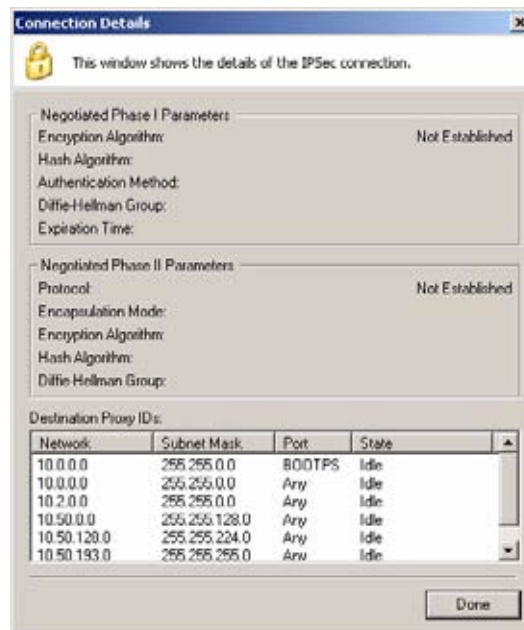 Connection Details
This window shows the details of the IPSec connection.
Negotiated Phase I Parameters
Encryption Algorithm: Not Established
Hash Algorithm:
Authentication Method:
Diffie-Hellman Group:
Expiration Time:
Negotiated Phase II Parameters
Protocol: Not Established
Encapsulation Mode:
Encryption Algorithm:
Hash Algorithm:
Diffie-Hellman Group:
Destination Proxy IDs:
Network Subnet Mask Port State
10.0.0.0 255.255.0.0 BOOTPS Idle
10.0.0.0 255.255.0.0 Any Idle
10.2.0.0 255.255.0.0 Any Idle
10.50.0.0 255.255.128.0 Any Idle
10.50.128.0 255.255.224.0 Any Idle
10.50.193.0 255.255.255.0 Any Idle
Done